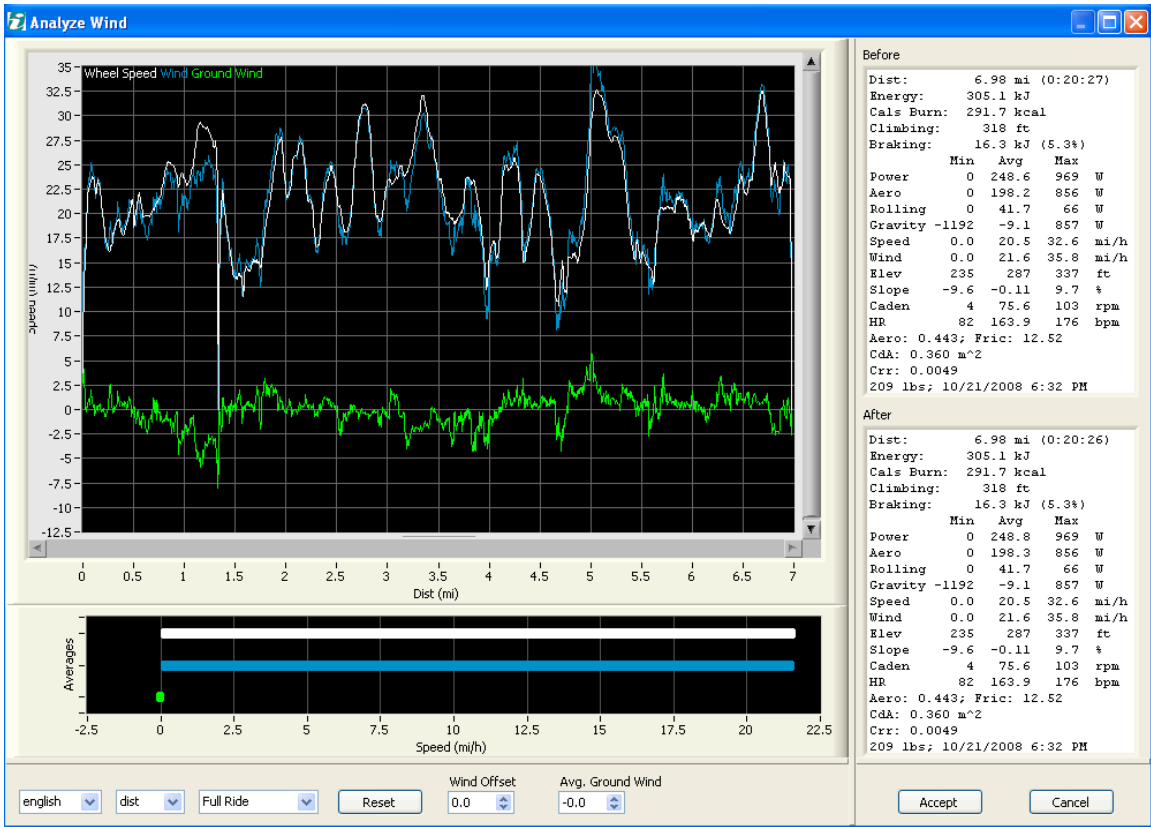 Analyze Wind
Wheel Speed Wind Ground Wind
35
32.5
30
27.5
25
22.5
20
17.5
15
12.5
10
7.5
5
2.5
0
-2.5
-5
-7.5
-10
-12.5
Speed (mi/h)
0 0.5 1 1.5 2 2.5 3 3.5 4 4.5 5 5.5 6 6.5 7
Dist (mi)
Averages
-2.5 0 2.5 5 7.5 10 12.5 15 17.5 20 22.5
Speed (mi/h)
Wind Offset Avg. Ground Wind
english dist Full Ride Reset 0.0 -0.0
Before
Dist: 6.98 mi (0:20:27)
Energy: 305.1 kJ
Cals Burn: 291.7 kcal
Climbing: 318 ft
Braking: 16.3 kJ (5.3%)
Min Avg Max
Power 0 248.6 969 W
Aero 0 198.2 856 W
Rolling 0 41.7 66 W
Gravity -1192 -9.1 857 W
Speed 0.0 20.5 32.6 mi/h
Wind 0.0 21.6 35.8 mi/h
Elev 235 287 337 ft
Slope -9.6 -0.11 9.7 %
Caden 4 75.6 103 rpm
HR 82 163.9 176 bpm
Aero: 0.443; Fric: 12.52
CdA: 0.360 m^2
Crr: 0.0049
209 lbs; 10/21/2008 6:32 PM
After
Dist: 6.98 mi (0:20:26)
Energy: 305.1 kJ
Cals Burn: 291.7 kcal
Climbing: 318 ft
Braking: 16.3 kJ (5.3%)
Min Avg Max
Power 0 248.8 969 W
Aero 0 198.3 856 W
Rolling 0 41.7 66 W
Gravity -1192 -9.1 857 W
Speed 0.0 20.5 32.6 mi/h
Wind 0.0 21.6 35.8 mi/h
Elev 235 287 337 ft
Slope -9.6 -0.11 9.7 %
Caden 4 75.6 103 rpm
HR 82 163.9 176 bpm
Aero: 0.443; Fric: 12.52
CdA: 0.360 m^2
Crr: 0.0049
209 lbs; 10/21/2008 6:32 PM
Accept Cancel